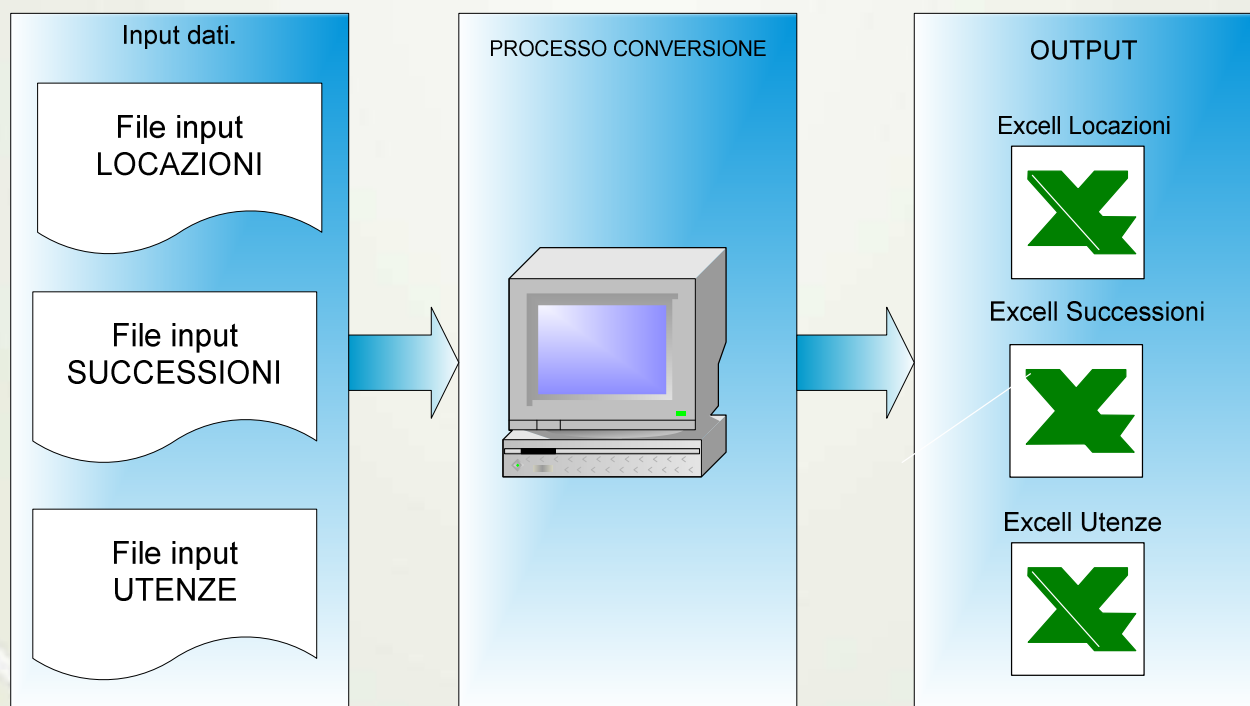 Input dati.
File input
LOCAZIONI
File input
SUCCESSIONI
File input
UTENZE
PROCESSO CONVERSIONE
OUTPUT
Excell Locazioni
Excell Successioni
Excell Utenze